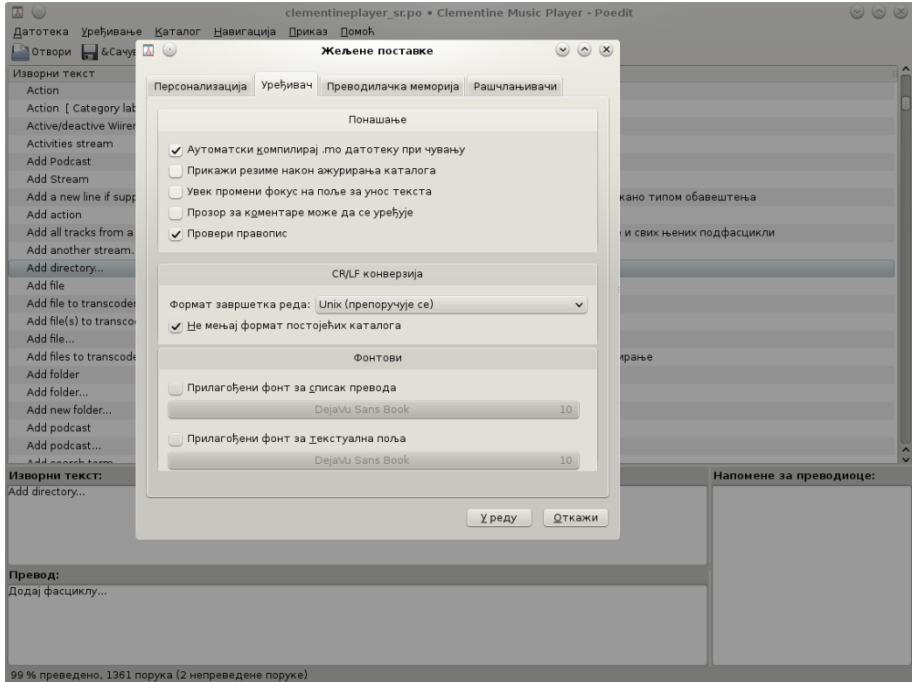 clementineplayer_sr.po • Clementine Music Player - Poedit
Датотека Уређивање Каталог Навигација Приказ Помоћ
Отвори &Сачув
Изворни текст
Action
Action [ Category lab
Active/deactive Wiirer
Activities stream
Add Podcast
Add Stream
Add a new line if supp
кано типом обавештења
Add action
Add all tracks from a
и свих њених подфасцикли
Add another stream.
Add directory...
Add file
Add file to transcoder
Add file(s) to transco
Add file...
Add files to transcode
ирање
Add folder
Add folder...
Add new folder...
Add podcast
Add podcast...
Add search term
Жељене поставке
Персонализација Уређивач Преводилачка меморија Рашчлањивачи
Понашање
Аутоматски компилирај .mo датотеку при чувању
Прикажи резиме након ажурирања каталога
Увек промени фокус на поље за унос текста
Прозор за коментаре може да се уређује
Провери правопис
CR/LF конверзија
Формат завршетка реда: Unix (препоручује се)
Не мењај формат постојећих каталога
Фонтови
Прилагођени фонт за списак превода
DejaVu Sans Book 10
Прилагођени фонт за текстуална поља
DejaVu Sans Book 10
У реду Откажи
Изворни текст:
Add directory...
Напомене за преводиоце:
Превод:
Додај фасциклу...
99 % преведено, 1361 порука (2 непреведене поруке)